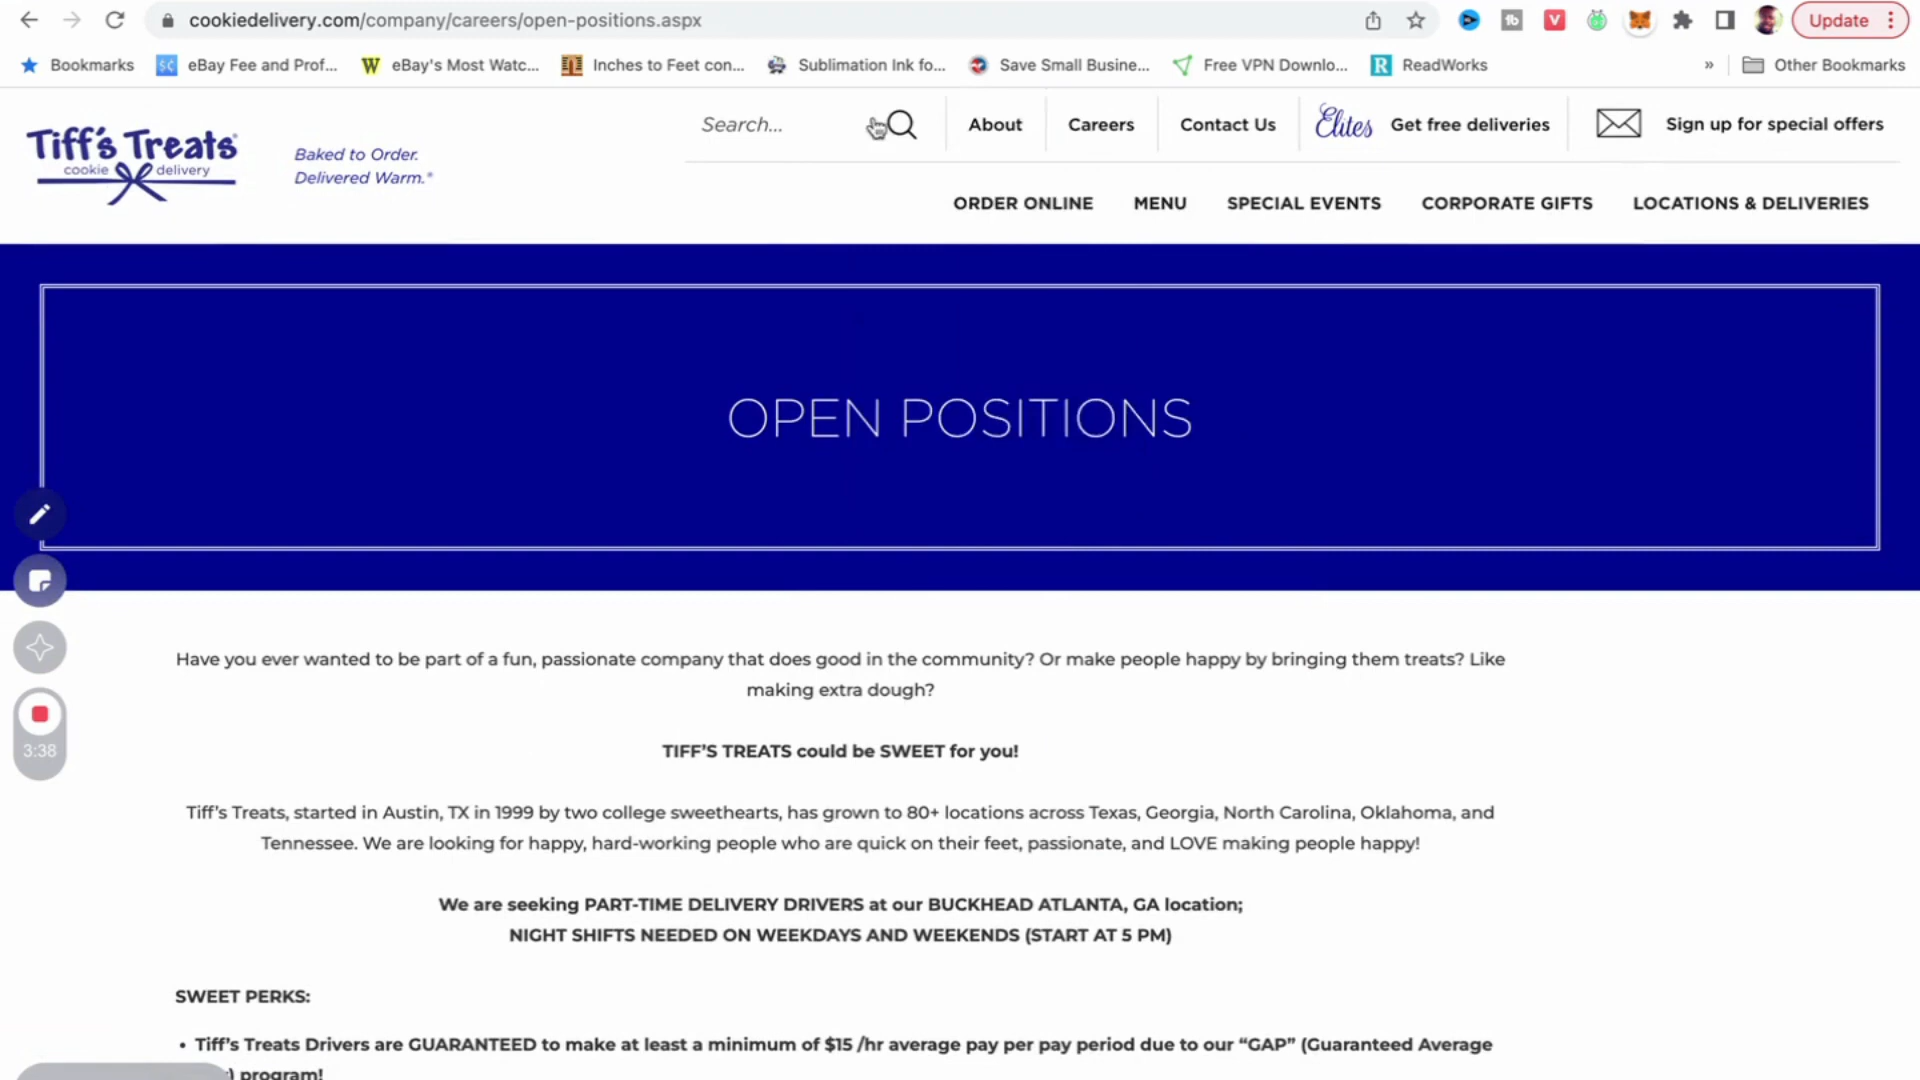 cookiedelivery.com/company/careers/open-positions.aspx
Update
Bookmarks
eBay Fee and Prof...
eBay's Most Watc...
Inches to Feet con...
Sublimation Ink fo...
Save Small Busine...
Free VPN Downlo...
ReadWorks
»
Other Bookmarks
Tiff's Treats®
cookie delivery
Baked to Order.
Delivered Warm.®
Search...
About
Careers
Contact Us
Elites Get free deliveries
Sign up for special offers
ORDER ONLINE
MENU
SPECIAL EVENTS
CORPORATE GIFTS
LOCATIONS & DELIVERIES
OPEN POSITIONS
3:38
Have you ever wanted to be part of a fun, passionate company that does good in the community? Or make people happy by bringing them treats? Like
making extra dough?
TIFF'S TREATS could be SWEET for you!
Tiff's Treats, started in Austin, TX in 1999 by two college sweethearts, has grown to 80+ locations across Texas, Georgia, North Carolina, Oklahoma, and
Tennessee. We are looking for happy, hard-working people who are quick on their feet, passionate, and LOVE making people happy!
We are seeking PART-TIME DELIVERY DRIVERS at our BUCKHEAD ATLANTA, GA location;
NIGHT SHIFTS NEEDED ON WEEKDAYS AND WEEKENDS (START AT 5 PM)
SWEET PERKS:
• Tiff's Treats Drivers are GUARANTEED to make at least a minimum of $15 /hr average pay per pay period due to our “GAP” (Guaranteed Average
) program!